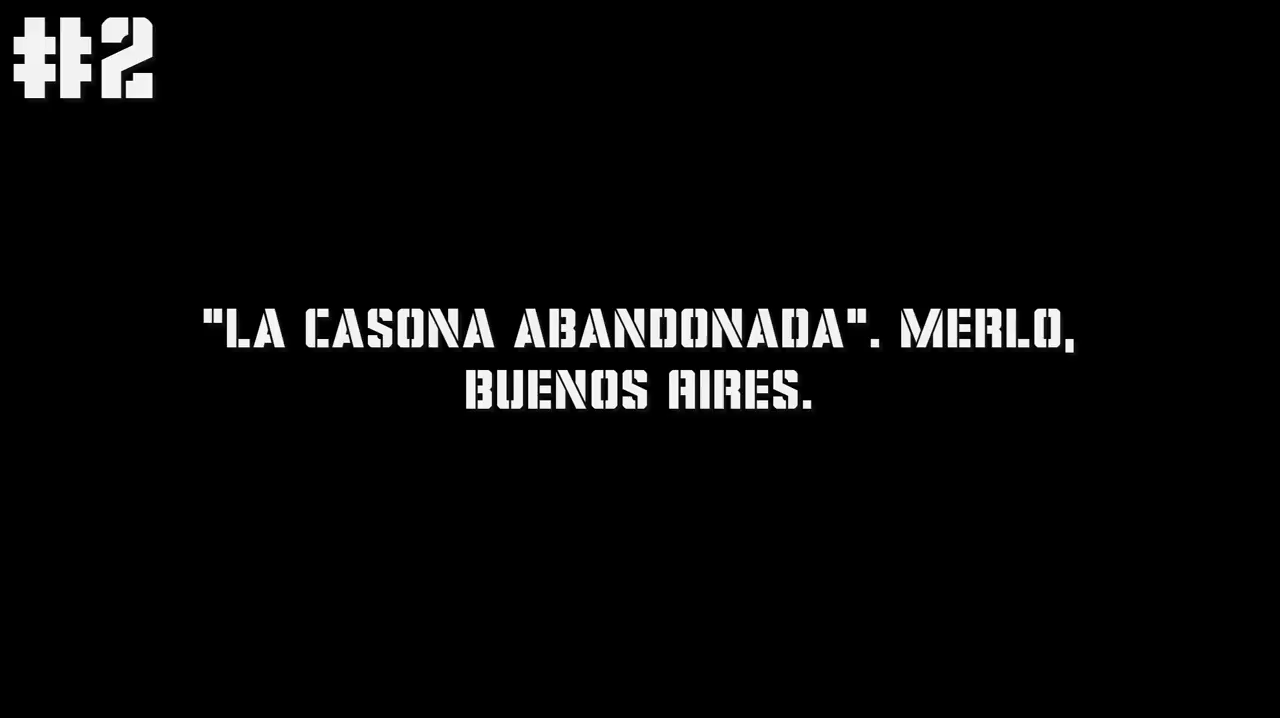 #2
"LA CASONA ABANDONADA". MERLO,
BUENOS AIRES.